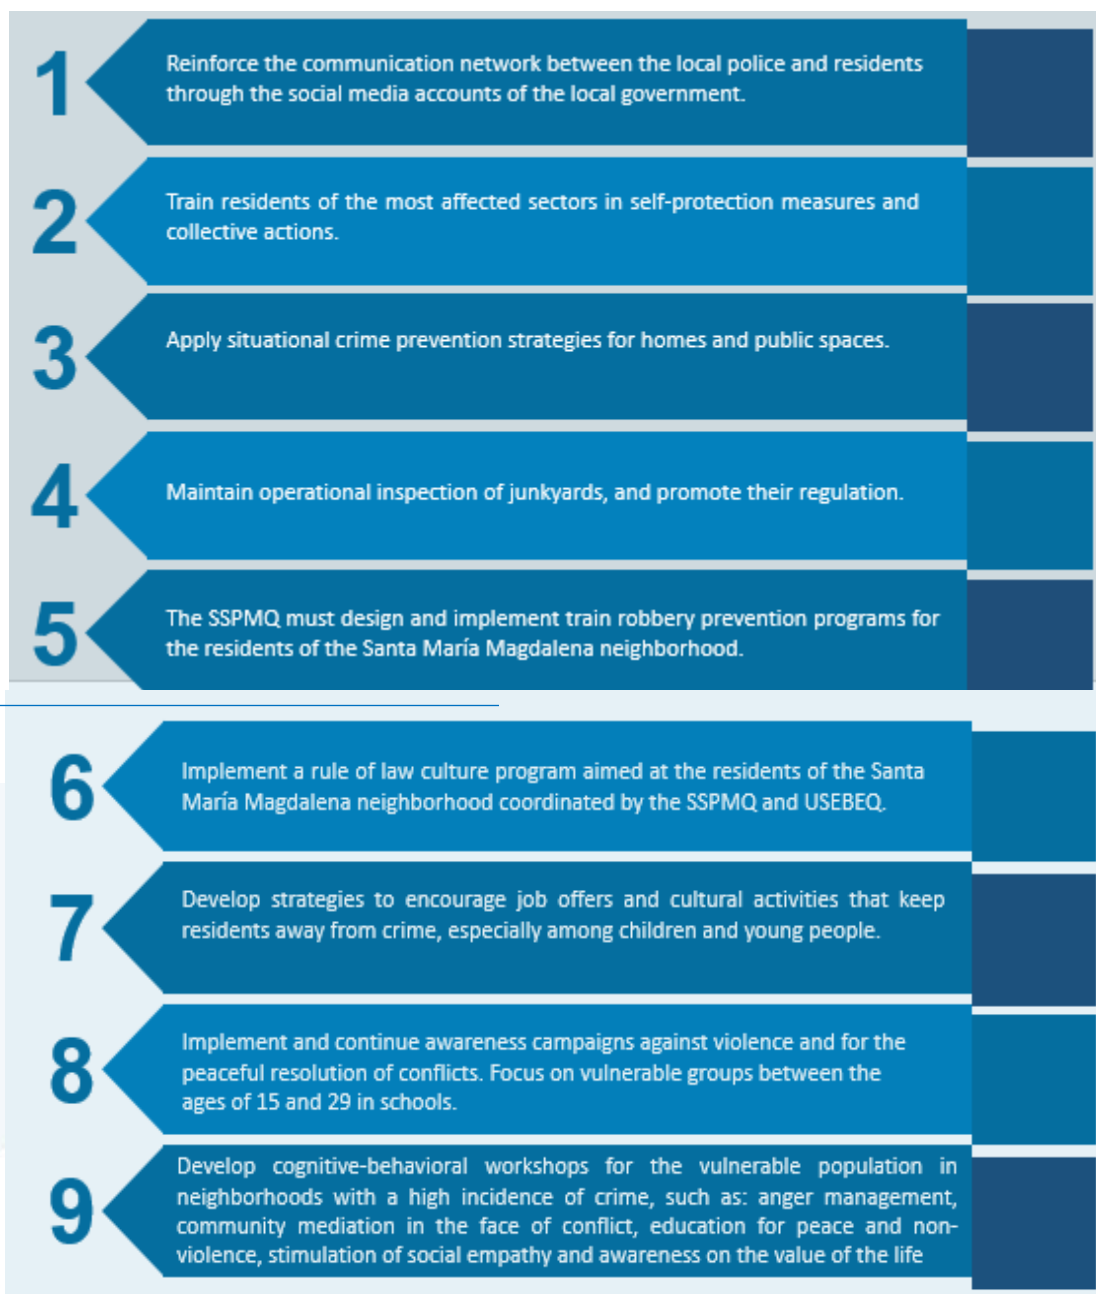 1
Reinforce the communication network between the local police and residents
through the social media accounts of the local government.
2
Train residents of the most affected sectors in self-protection measures and
collective actions.
3
Apply situational crime prevention strategies for homes and public spaces.
4
Maintain operational inspection of junkyards, and promote their regulation.
5
The SSPMQ must design and implement train robbery prevention programs for
the residents of the Santa María Magdalena neighborhood.
6
Implement a rule of law culture program aimed at the residents of the Santa
María Magdalena neighborhood coordinated by the SSPMQ and USEBEQ.
7
Develop strategies to encourage job offers and cultural activities that keep
residents away from crime, especially among children and young people.
8
Implement and continue awareness campaigns against violence and for the
peaceful resolution of conflicts. Focus on vulnerable groups between the
ages of 15 and 29 in schools.
9
Develop cognitive-behavioral workshops for the vulnerable population in
neighborhoods with a high incidence of crime, such as: anger management,
community mediation in the face of conflict, education for peace and non-
violence, stimulation of social empathy and awareness on the value of the life